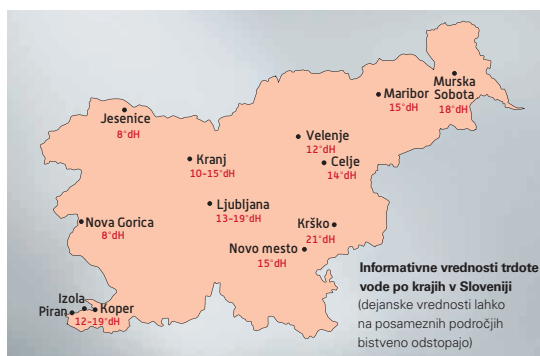 Murska
Sobota
18°dH
Maribor
15°dH
Jesenice
8°dH
Velenje
12°dH
Celje
14°dH
Kranj
10-15°dH
Ljubljana
13-19°dH
Nova Gorica
8°dH
Krško
21°dH
Novo mesto
15°dH
Izola
Piran
Koper
12-19°dH
Informativne vrednosti trdote
vode po krajih v Sloveniji
(dejanske vrednosti lahko
na posameznih področjih
bistveno odstopajo)